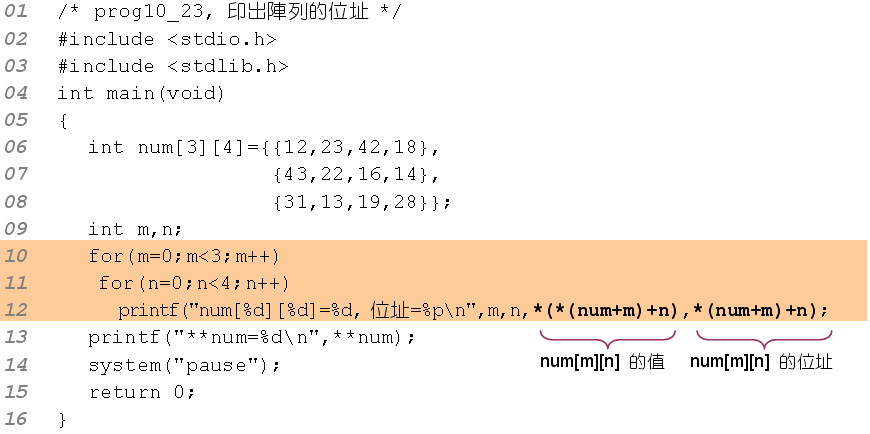 01 /* prog10_23, 印出陣列的位址 */
02 #include <stdio.h>
03 #include <stdlib.h>
04 int main(void)
05 {
06 int num[3][4]={{12,23,42,18},
07 {43,22,16,14},
08 {31,13,19,28}};
09 int m,n;
10 for(m=0;m<3;m++)
11 for(n=0;n<4;n++)
12 printf("num[%d][%d]=%d, 位址=%p\n",m,n,*(*(num+m)+n),*(num+m)+n);
13 printf("**num=%d\n",**num);
num[m][n] 的值 num[m][n] 的位址
14 system("pause");
15 return 0;
16 }